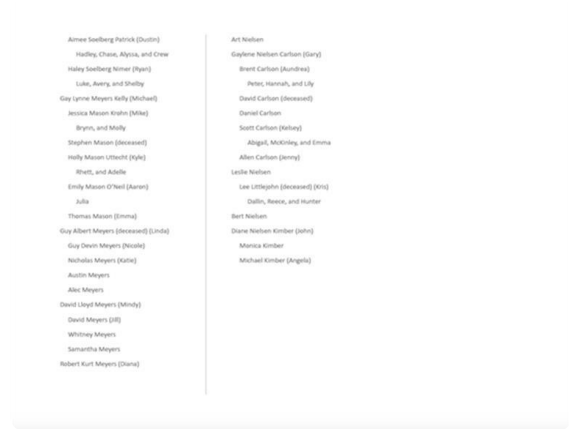 Aimee Soelberg Patrick (Dustin)
Hadley, Chase, Alyssa, and Crew
Haley Soelberg Nimer (Ryan)
Luke, Avery, and Shelby
Gay Lynne Meyers Kelly (Michael)
Jessica Mason Krahn (Mike)
Brynn, and Molly
Stephen Mason (deceased)
Holly Mason Uttecht (Kyle)
Rhett, and Adelle
Emily Mason O'Neil (Aaron)
Julia
Thomas Mason (Emma)
Guy Albert Meyers (deceased) (Linda)
Guy Devin Meyers (Nicole)
Nicholas Meyers (Katie)
Austin Meyers
Alec Meyers
David Lloyd Meyers (Mindy)
David Meyers (Jill)
Whitney Meyers
Samantha Meyers
Robert Kurt Meyers (Diana)
Art Nielsen
Gaylene Nielsen Carlson (Gary)
Brent Carlson (Aundrea)
Peter, Hannah, and Lily
David Carlson (deceased)
Daniel Carlson
Scott Carlson (Kelsey)
Abigail, McKinley, and Emma
Allen Carlson (Jenny)
Leslie Nielsen
Lee Littlejohn (deceased) (Kris)
Dallin, Reece, and Hunter
Bert Nielsen
Diane Nielsen Kimber (John)
Monica Kimber
Michael Kimber (Angela)